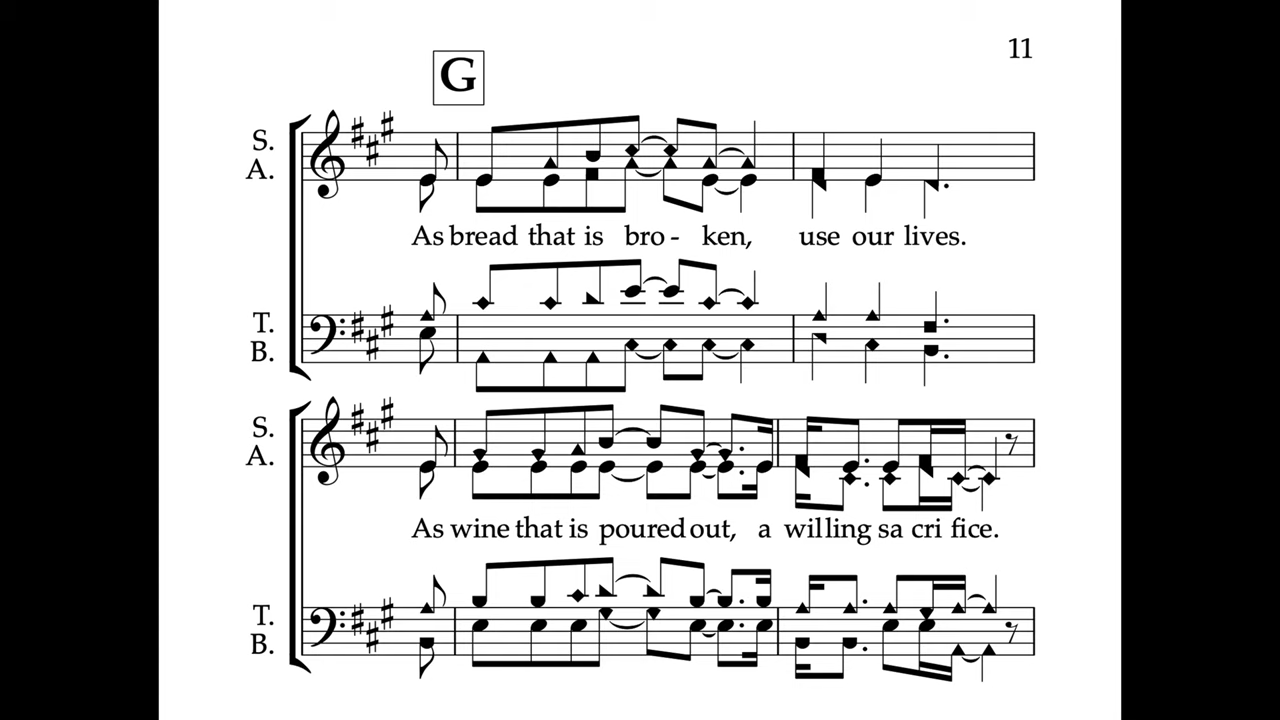 11
G
S.
A.
As bread that is bro - ken, use our lives.
T.
B.
S.
A.
As wine that is poured out, a willing sa cri fice.
T.
B.